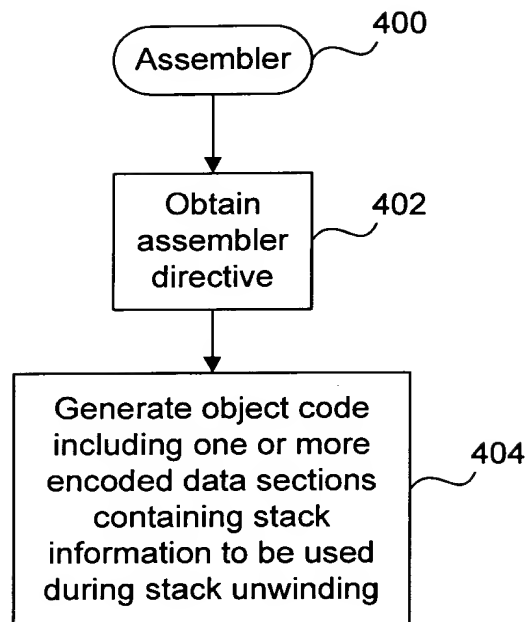 Assembler
400
Obtain
assembler
directive
402
Generate object code
including one or more
encoded data sections
containing stack
information to be used
during stack unwinding
404